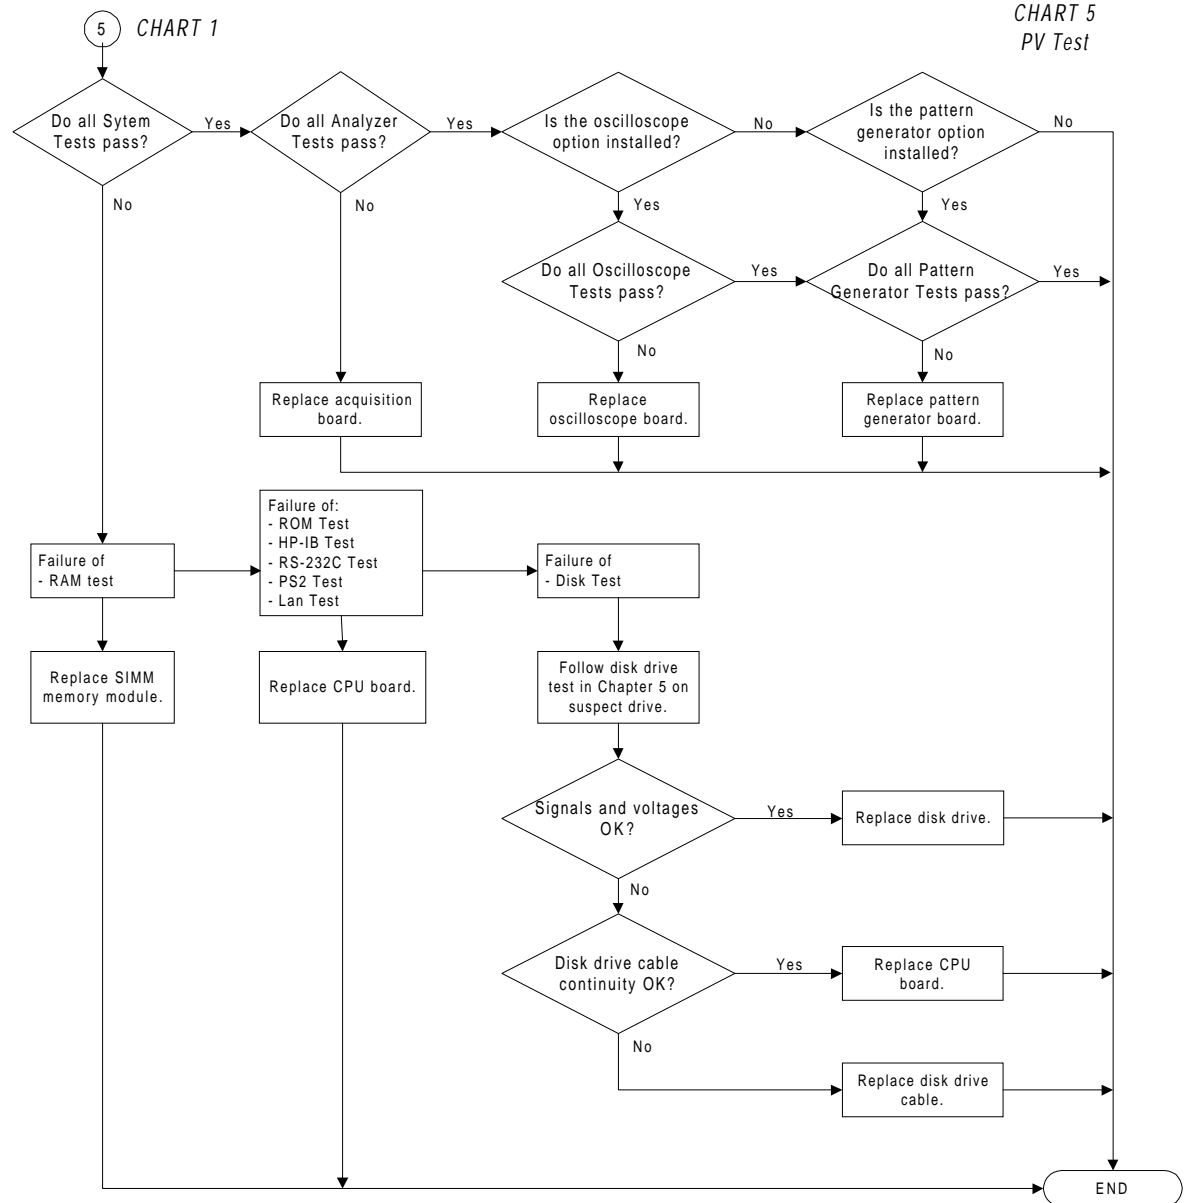 5
CHART 1
CHART 5
PV Test
Do all Sytem
Tests pass?
Yes
Do all Analyzer
Tests pass?
Yes
Is the oscilloscope
option installed?
No
Is the pattern
generator option
installed?
No
No
No
Yes
Yes
Do all Oscilloscope
Tests pass?
Yes
Do all Pattern
Generator Tests pass?
Yes
No
No
Replace acquisition
board.
Replace
oscilloscope board.
Replace pattern
generator board.
Failure of
- RAM test
Failure of:
- ROM Test
- HP-IB Test
- RS-232C Test
- PS2 Test
- Lan Test
Failure of
- Disk Test
Replace SIMM
memory module.
Replace CPU board.
Follow disk drive
test in Chapter 5 on
suspect drive.
Signals and voltages
OK?
Yes
Replace disk drive.
No
Disk drive cable
continuity OK?
Yes
Replace CPU
board.
No
Replace disk drive
cable.
END